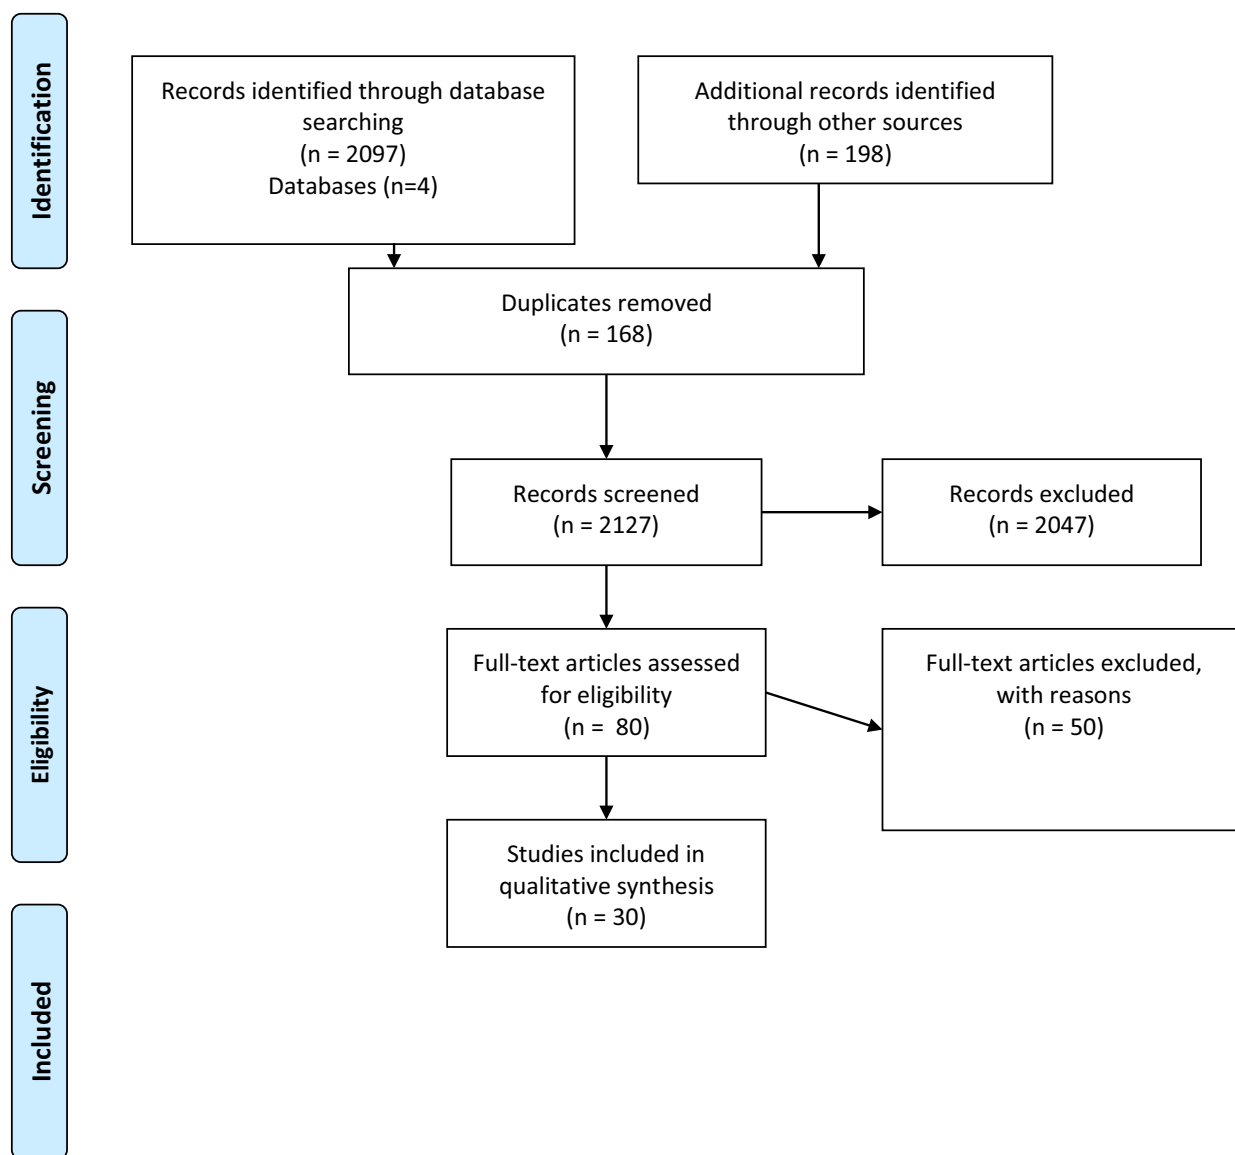 Identification
Records identified through database
searching
(n = 2097)
Databases (n=4)
Additional records identified
through other sources
(n = 198)
Duplicates removed
(n = 168)
Screening
Records screened
(n = 2127)
Records excluded
(n = 2047)
Eligibility
Full-text articles assessed
for eligibility
(n =  80)
Full-text articles excluded,
with reasons
(n = 50)
Studies included in
qualitative synthesis
(n = 30)
Included